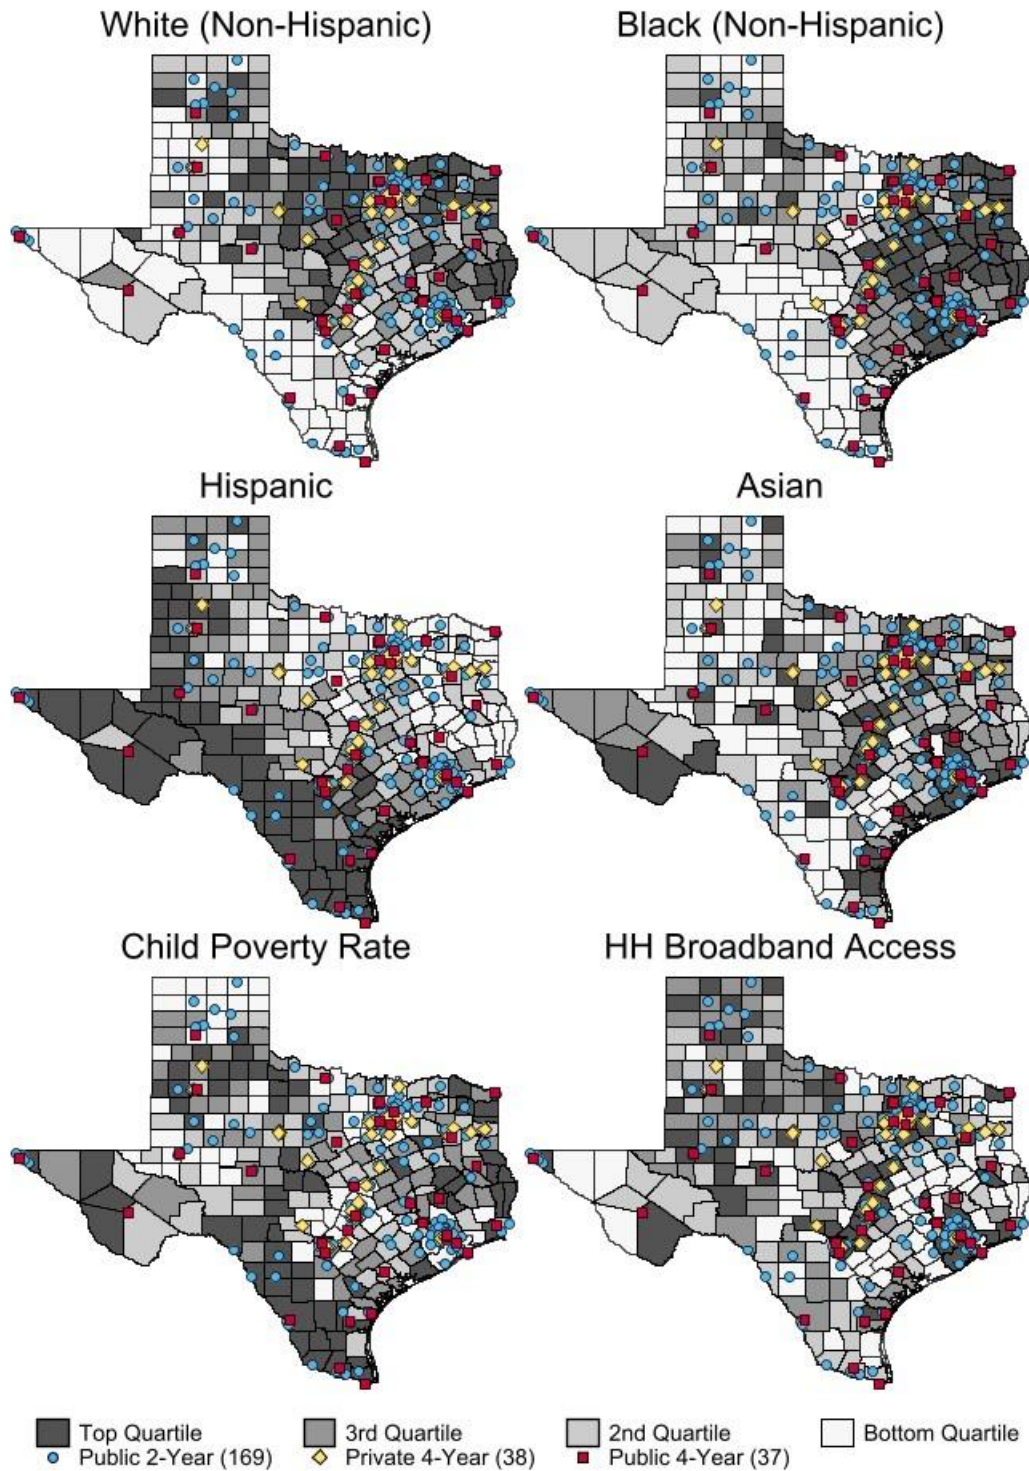 White (Non-Hispanic) Black (Non-Hispanic)
Hispanic Asian
Child Poverty Rate HH Broadband Access
Top Quartile 3rd Quartile 2nd Quartile Bottom Quartile
Public 2-Year (169) Private 4-Year (38) Public 4-Year (37)